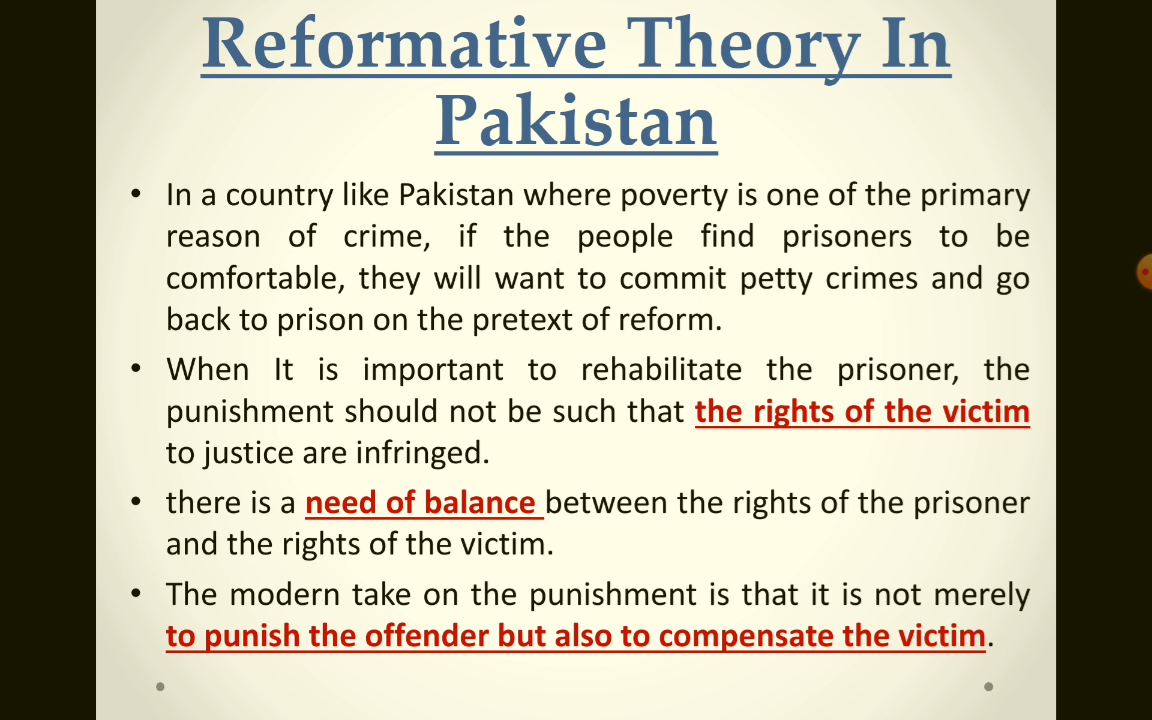 Reformative Theory In
Pakistan
• In a country like Pakistan where poverty is one of the primary
reason of crime, if the people find prisoners to be
comfortable, they will want to commit petty crimes and go
back to prison on the pretext of reform.
• When It is important to rehabilitate the prisoner, the
punishment should not be such that the rights of the victim
to justice are infringed.
• there is a need of balance between the rights of the prisoner
and the rights of the victim.
• The modern take on the punishment is that it is not merely
to punish the offender but also to compensate the victim.